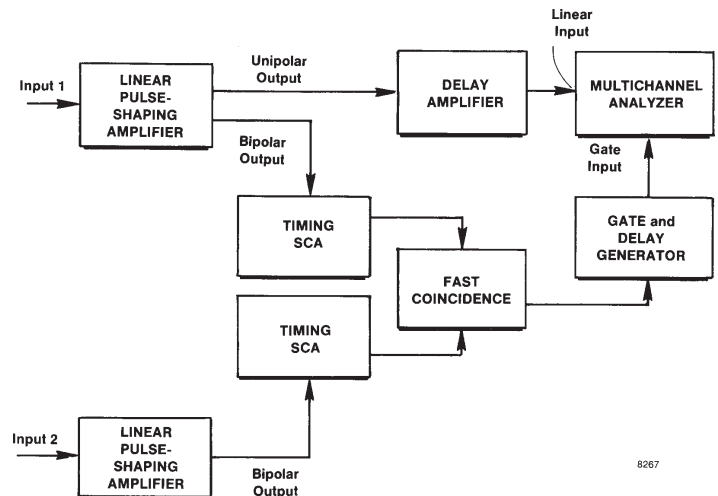 Linear
Input
Unipolar
Output
Input 1
LINEAR
PULSE-
SHAPING
AMPLIFIER
DELAY
AMPLIFIER
MULTICHANNEL
ANALYZER
Bipolar
Output
Gate
Input
TIMING
SCA
GATE and
DELAY
GENERATOR
FAST
COINCIDENCE
TIMING
SCA
Input 2
LINEAR
PULSE-
SHAPING
AMPLIFIER
Bipolar
Output
8267